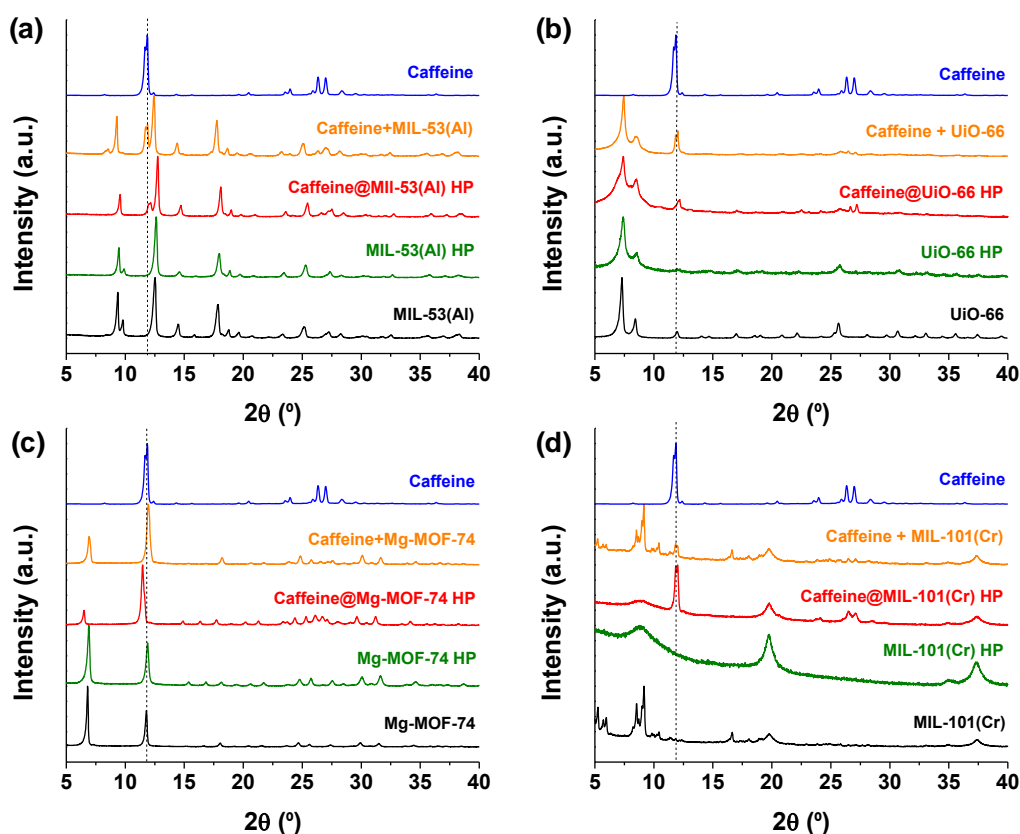 (a)
Caffeine
Caffeine+MIL-53(Al)
Caffeine@MIl-53(Al) HP
MIL-53(Al) HP
MIL-53(Al)
Intensity (a.u.)
5 10 15 20 25 30 35 40
2θ (º)
(b)
Caffeine
Caffeine + UiO-66
Caffeine@UiO-66 HP
UiO-66 HP
UiO-66
Intensity (a.u.)
5 10 15 20 25 30 35 40
2θ (º)
(c)
Caffeine
Caffeine+Mg-MOF-74
Caffeine@Mg-MOF-74 HP
Mg-MOF-74 HP
Mg-MOF-74
Intensity (a.u.)
5 10 15 20 25 30 35 40
2θ (º)
(d)
Caffeine
Caffeine + MIL-101(Cr)
Caffeine@MIL-101(Cr) HP
MIL-101(Cr) HP
MIL-101(Cr)
Intensity (a.u.)
5 10 15 20 25 30 35 40
2θ (º)